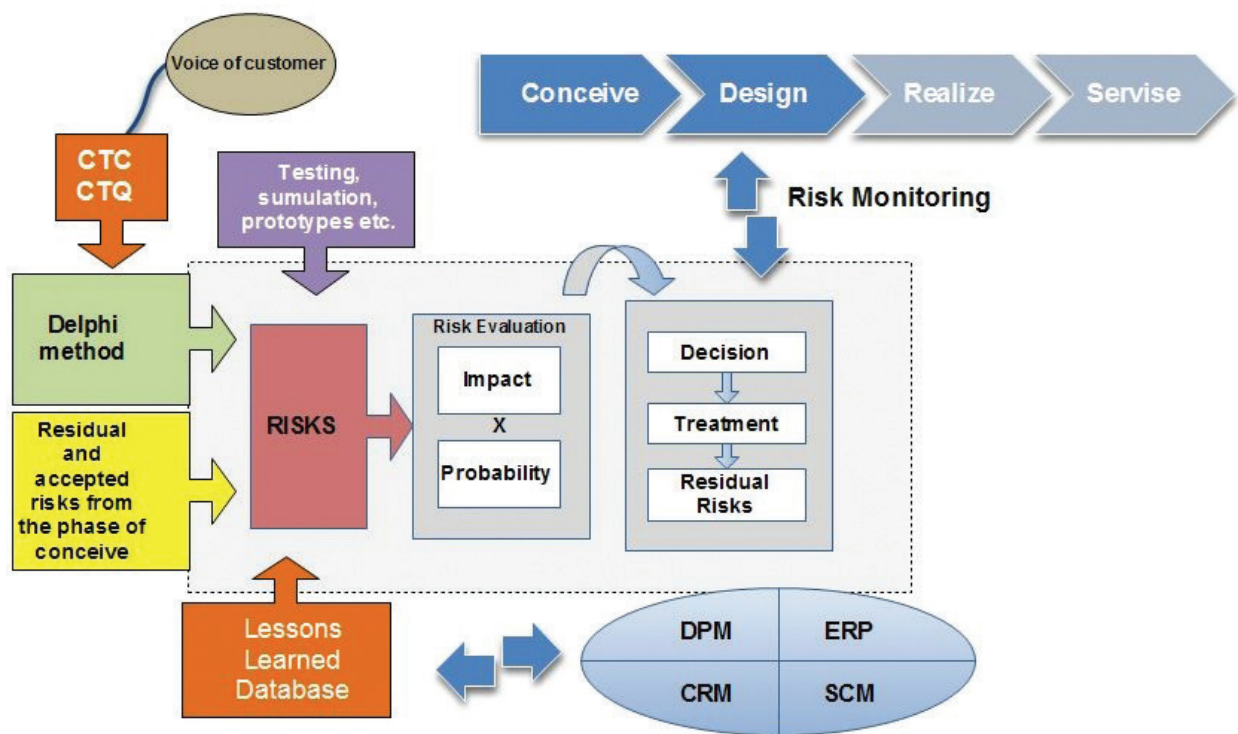 Voice of customer
Conceive
Design
Realize
Servise
CTC
CTQ
Testing,
sumulation,
prototypes etc.
Risk Monitoring
Delphi
method
Residual
and
accepted
risks from
the phase of
conceive
RISKS
Risk Evaluation
Impact
X
Probability
Decision
Treatment
Residual
Risks
Lessons
Learned
Database
DPM
ERP
CRM
SCM